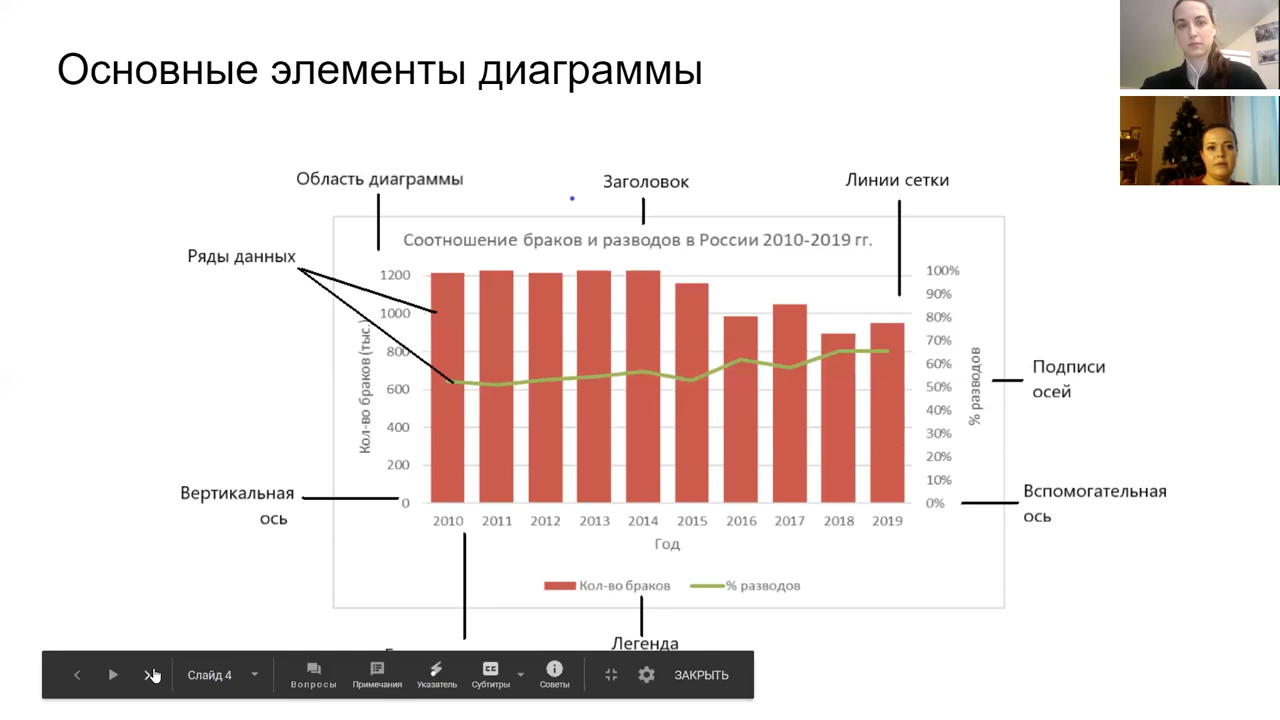 Основные элементы диаграммы
Область диаграммы
Заголовок
Линии сетки
Ряды данных
Соотношение браков и разводов в России 2010-2019 гг.
1200
1000
800
600
400
200
0
Кол-во браков (тыс.)
100%
90%
80%
70%
60%
50%
40%
30%
20%
10%
0%
% разводов
Подписи
осей
Вертикальная
ось
Вспомогательная
ось
2010 2011 2012 2013 2014 2015 2016 2017 2018 2019
Год
Кол-во браков % разводов
Легенда
Слайд 4
Вопросы Примечания Указатель Субтитры Советы
CC
ЗАКРЫТЬ